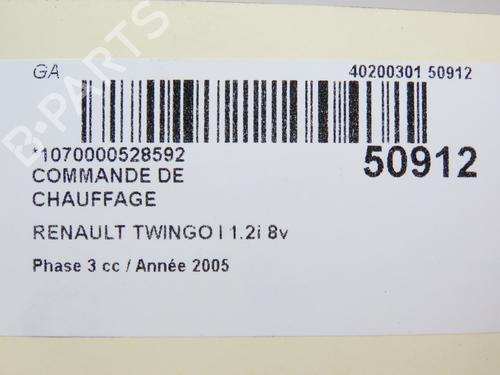 GA
40200301 50912
*1070000528592
50912
COMMANDE DE
CHAUFFAGE
RENAULT TWINGO I 1.2i 8v
Phase 3 cc / Année 2005
B-PARTS